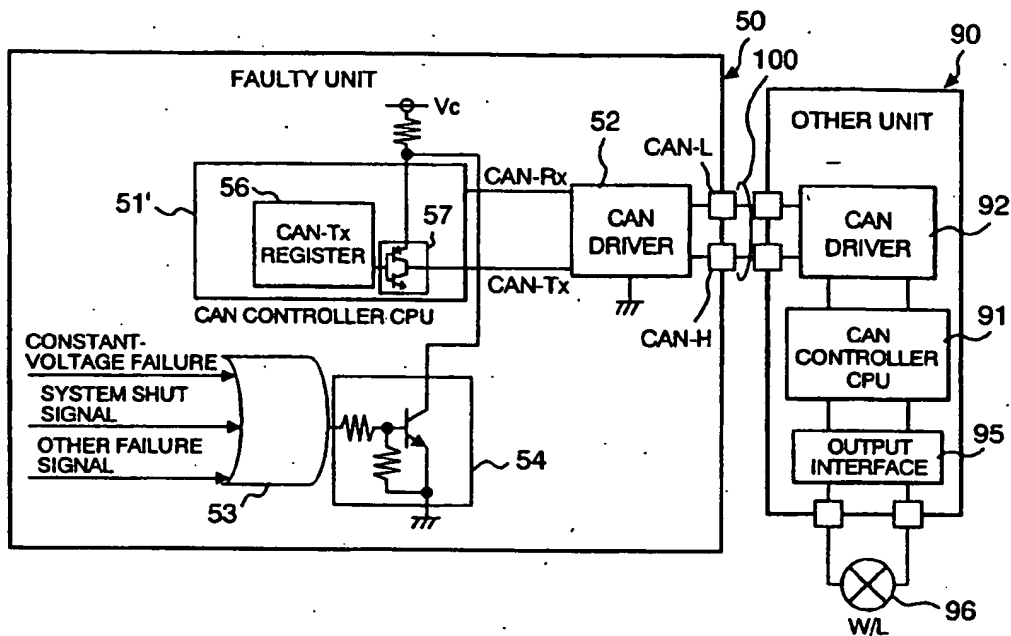 50
90
FAULTY UNIT
100
Vc
OTHER UNIT
52
CAN-L
56
CAN-Rx
51'
57
92
CAN-Tx
REGISTER
CAN
DRIVER
CAN
DRIVER
CAN-Tx
CAN CONTROLLER CPU
CAN-H
91
CONSTANT-
VOLTAGE FAILURE
CAN
CONTROLLER
CPU
SYSTEM SHUT
SIGNAL
OTHER FAILURE
SIGNAL
54
95
OUTPUT
INTERFACE
53
96
W/L